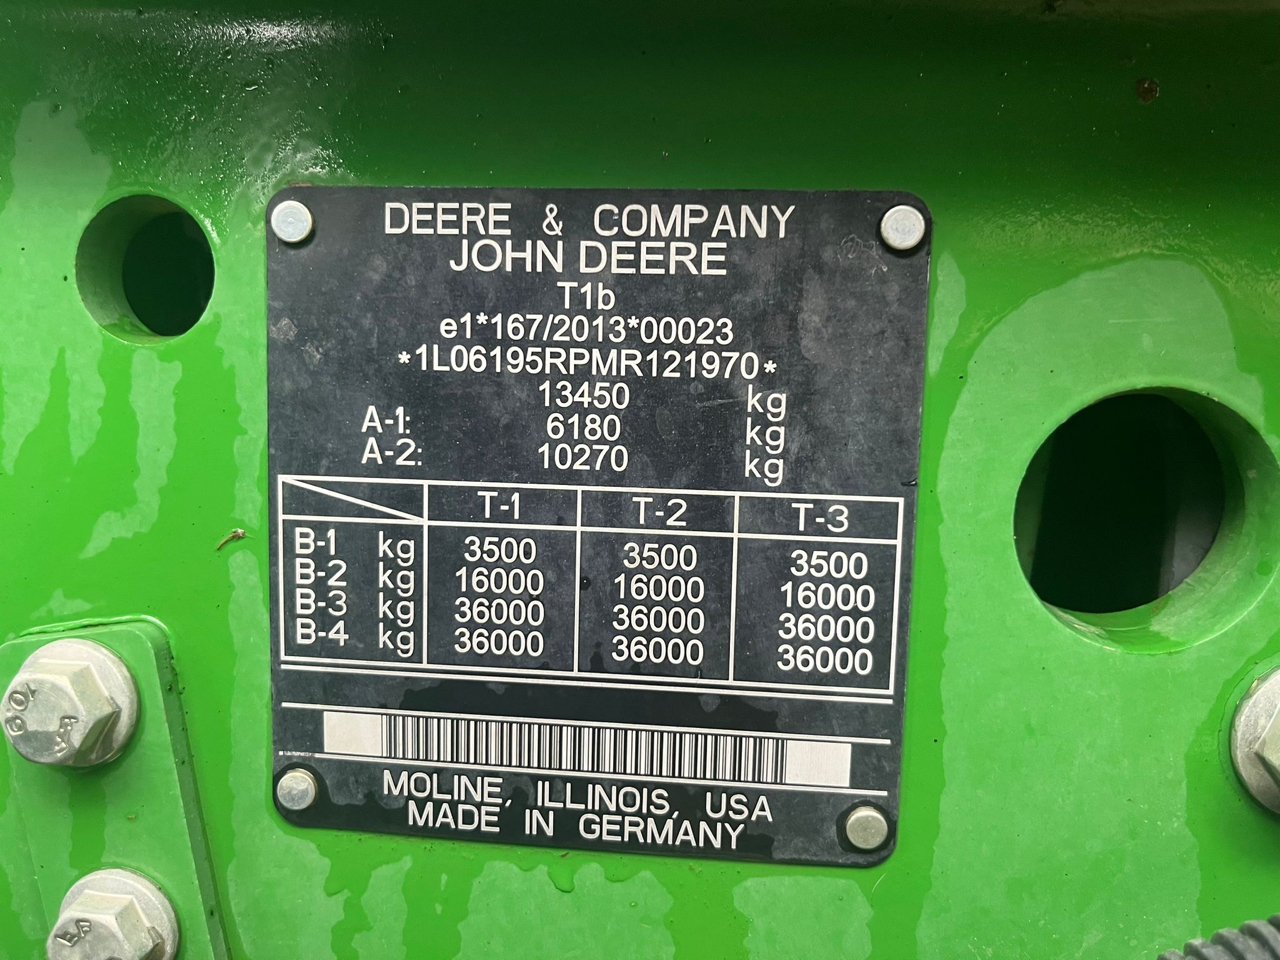 DEERE & COMPANY
JOHN DEERE
T1b
e1*167/2013*00023
*1L06195RPMR121970*
13450 kg
A-1: 6180 kg
A-2: 10270 kg
T-1 T-2 T-3
B-1 kg 3500 3500 3500
B-2 kg 16000 16000 16000
B-3 kg 36000 36000 36000
B-4 kg 36000 36000 36000
MOLINE, ILLINOIS, USA
MADE IN GERMANY
10.9